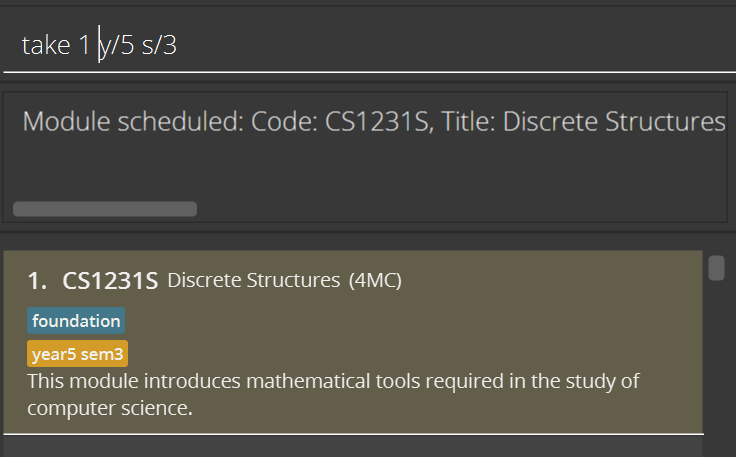 take 1 y/5 s/3
Module scheduled: Code: CS1231S, Title: Discrete Structures
1. CS1231S Discrete Structures (4MC)
foundation
year5 sem3
This module introduces mathematical tools required in the study of
computer science.